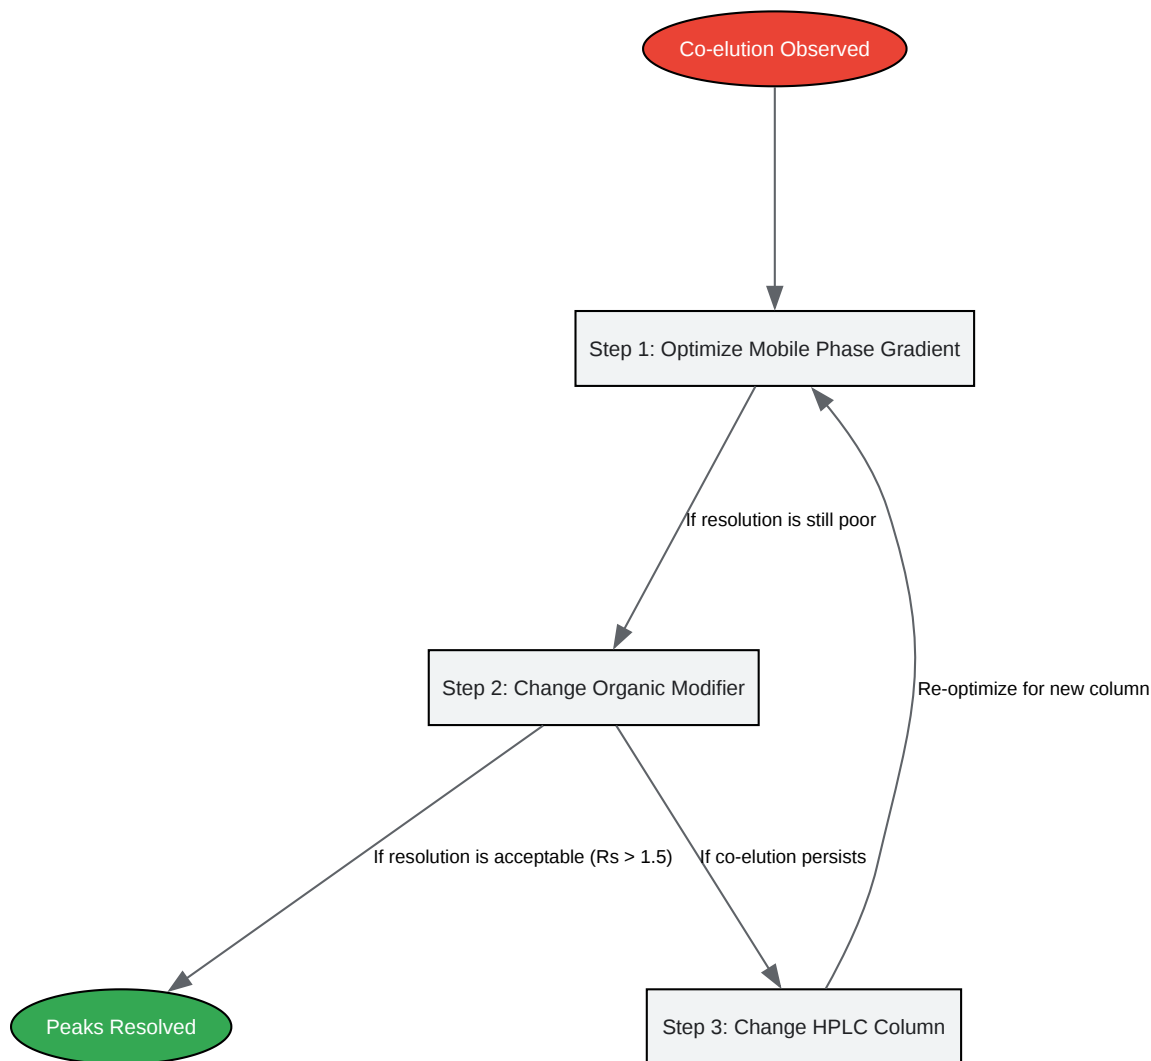 Co-elution Observed
Step 1: Optimize Mobile Phase Gradient
If resolution is still poor
Step 2: Change Organic Modifier
Re-optimize for new column
If resolution is acceptable (Rs > 1.5)
If co-elution persists
Peaks Resolved
Step 3: Change HPLC Column